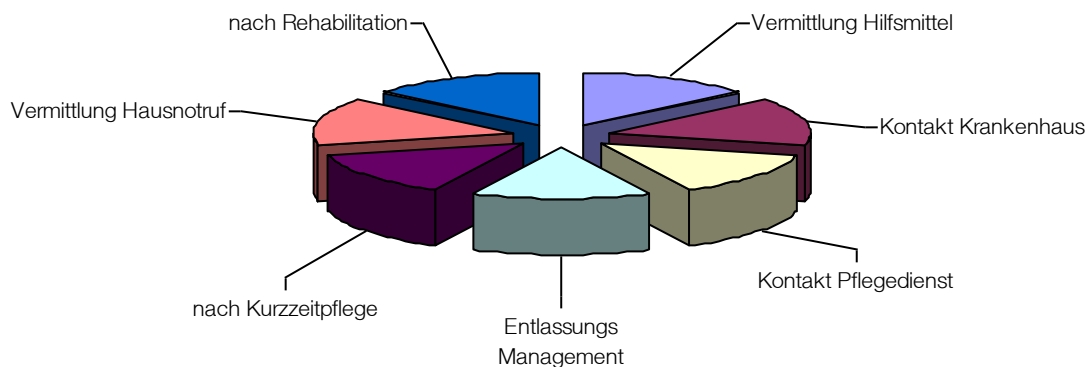 nach Rehabilitation
Vermittlung Hilfsmittel
Vermittlung Hausnotruf
Kontakt Krankenhaus
Kontakt Pflegedienst
nach Kurzzeitpflege
Entlassungs
Management